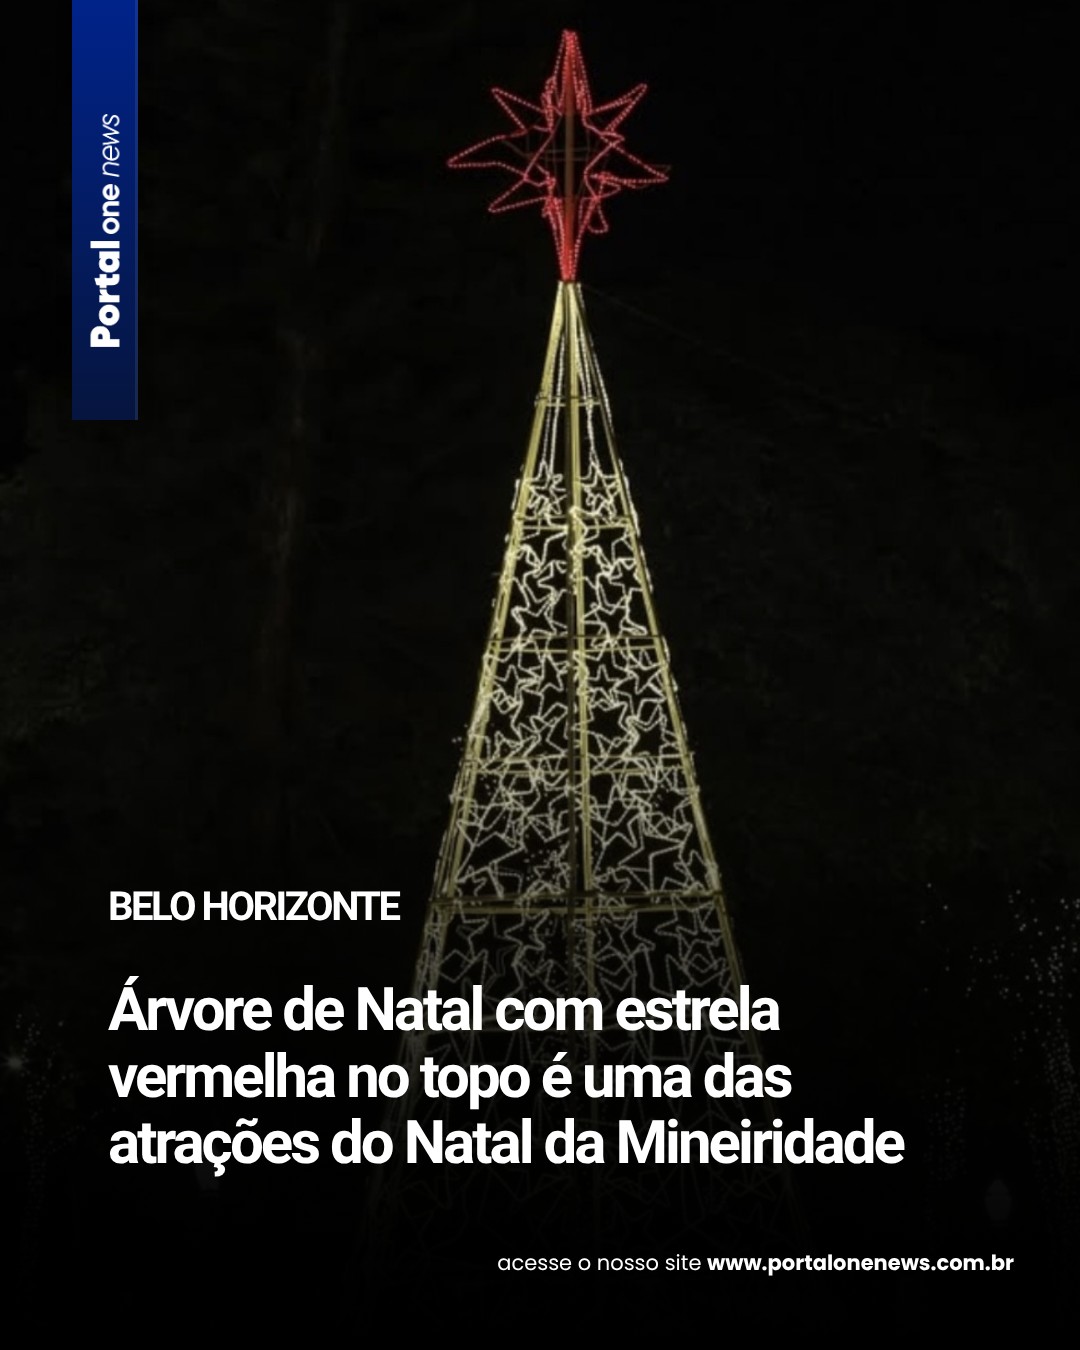 Portal one news
BELO HORIZONTE
Árvore de Natal com estrela
vermelha no topo é uma das
atrações do Natal da Mineiridade
acesse o nosso site www.portalonenews.com.br